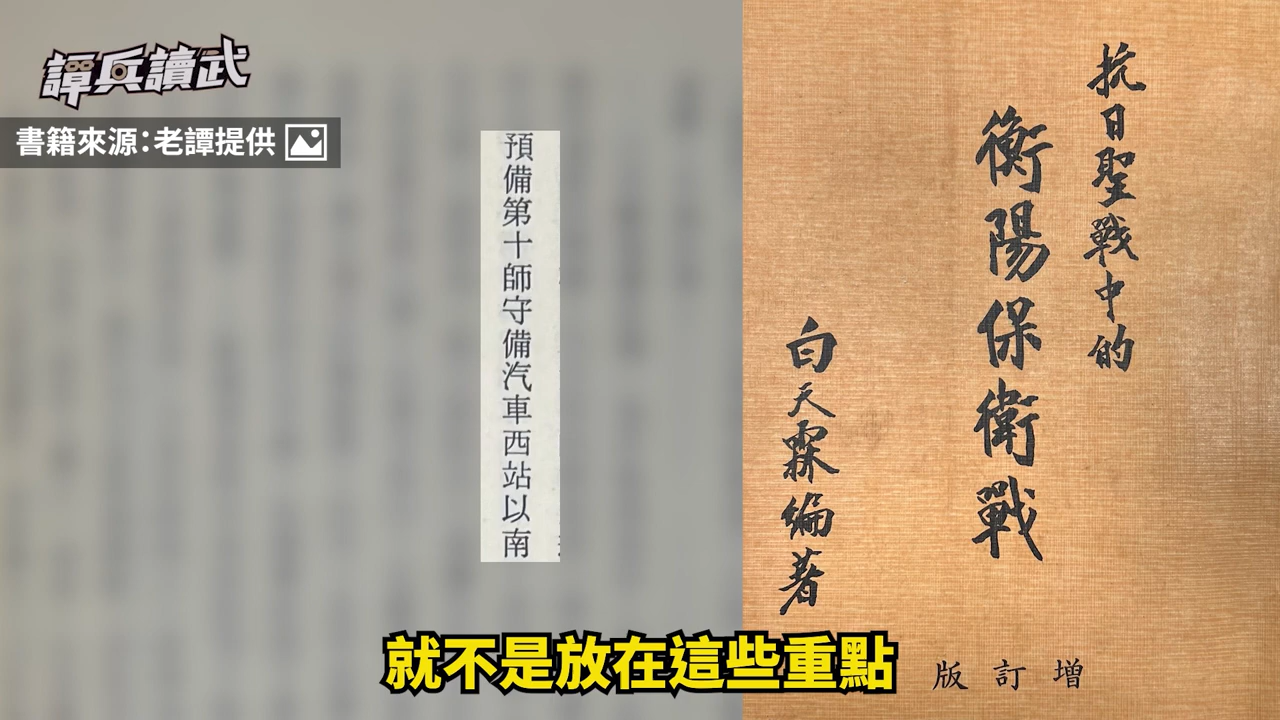 譚兵讀武
書籍來源：老譚提供
預備第十師守備汽車西站以南
抗日聖戰中的
衡陽保衛戰
白天霖編著
增訂版
就不是放在這些重點